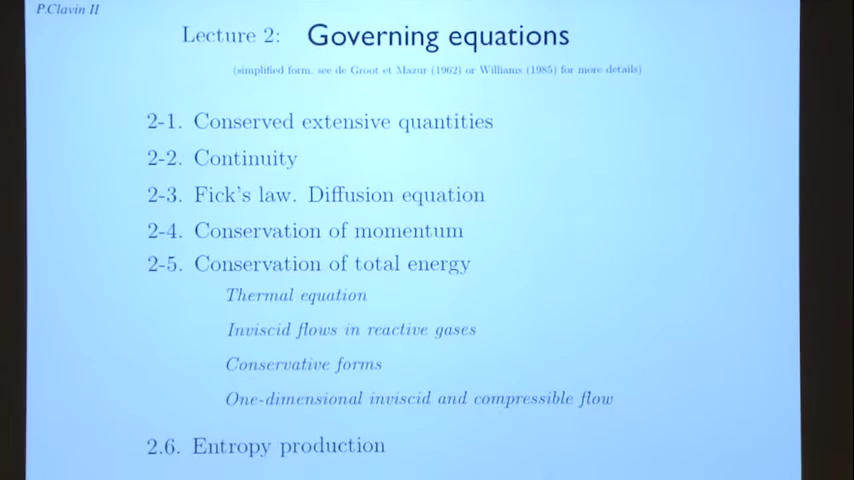 P.Clavin II
Lecture 2: Governing equations
(simplified form, see de Groot et Mazur (1962) or Williams (1985) for more details)
2-1. Conserved extensive quantities
2-2. Continuity
2-3. Fick's law. Diffusion equation
2-4. Conservation of momentum
2-5. Conservation of total energy
Thermal equation
Inviscid flows in reactive gases
Conservative forms
One-dimensional inviscid and compressible flow
2.6. Entropy production